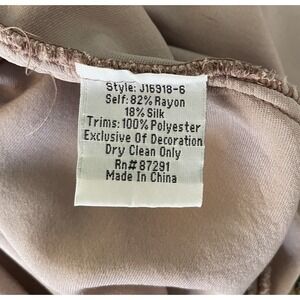 Style: J16918-6
Self: 82% Rayon
18% Silk
Trims: 100% Polyester
Exclusive Of Decoration
Dry Clean Only
Rn# 87291
Made In China